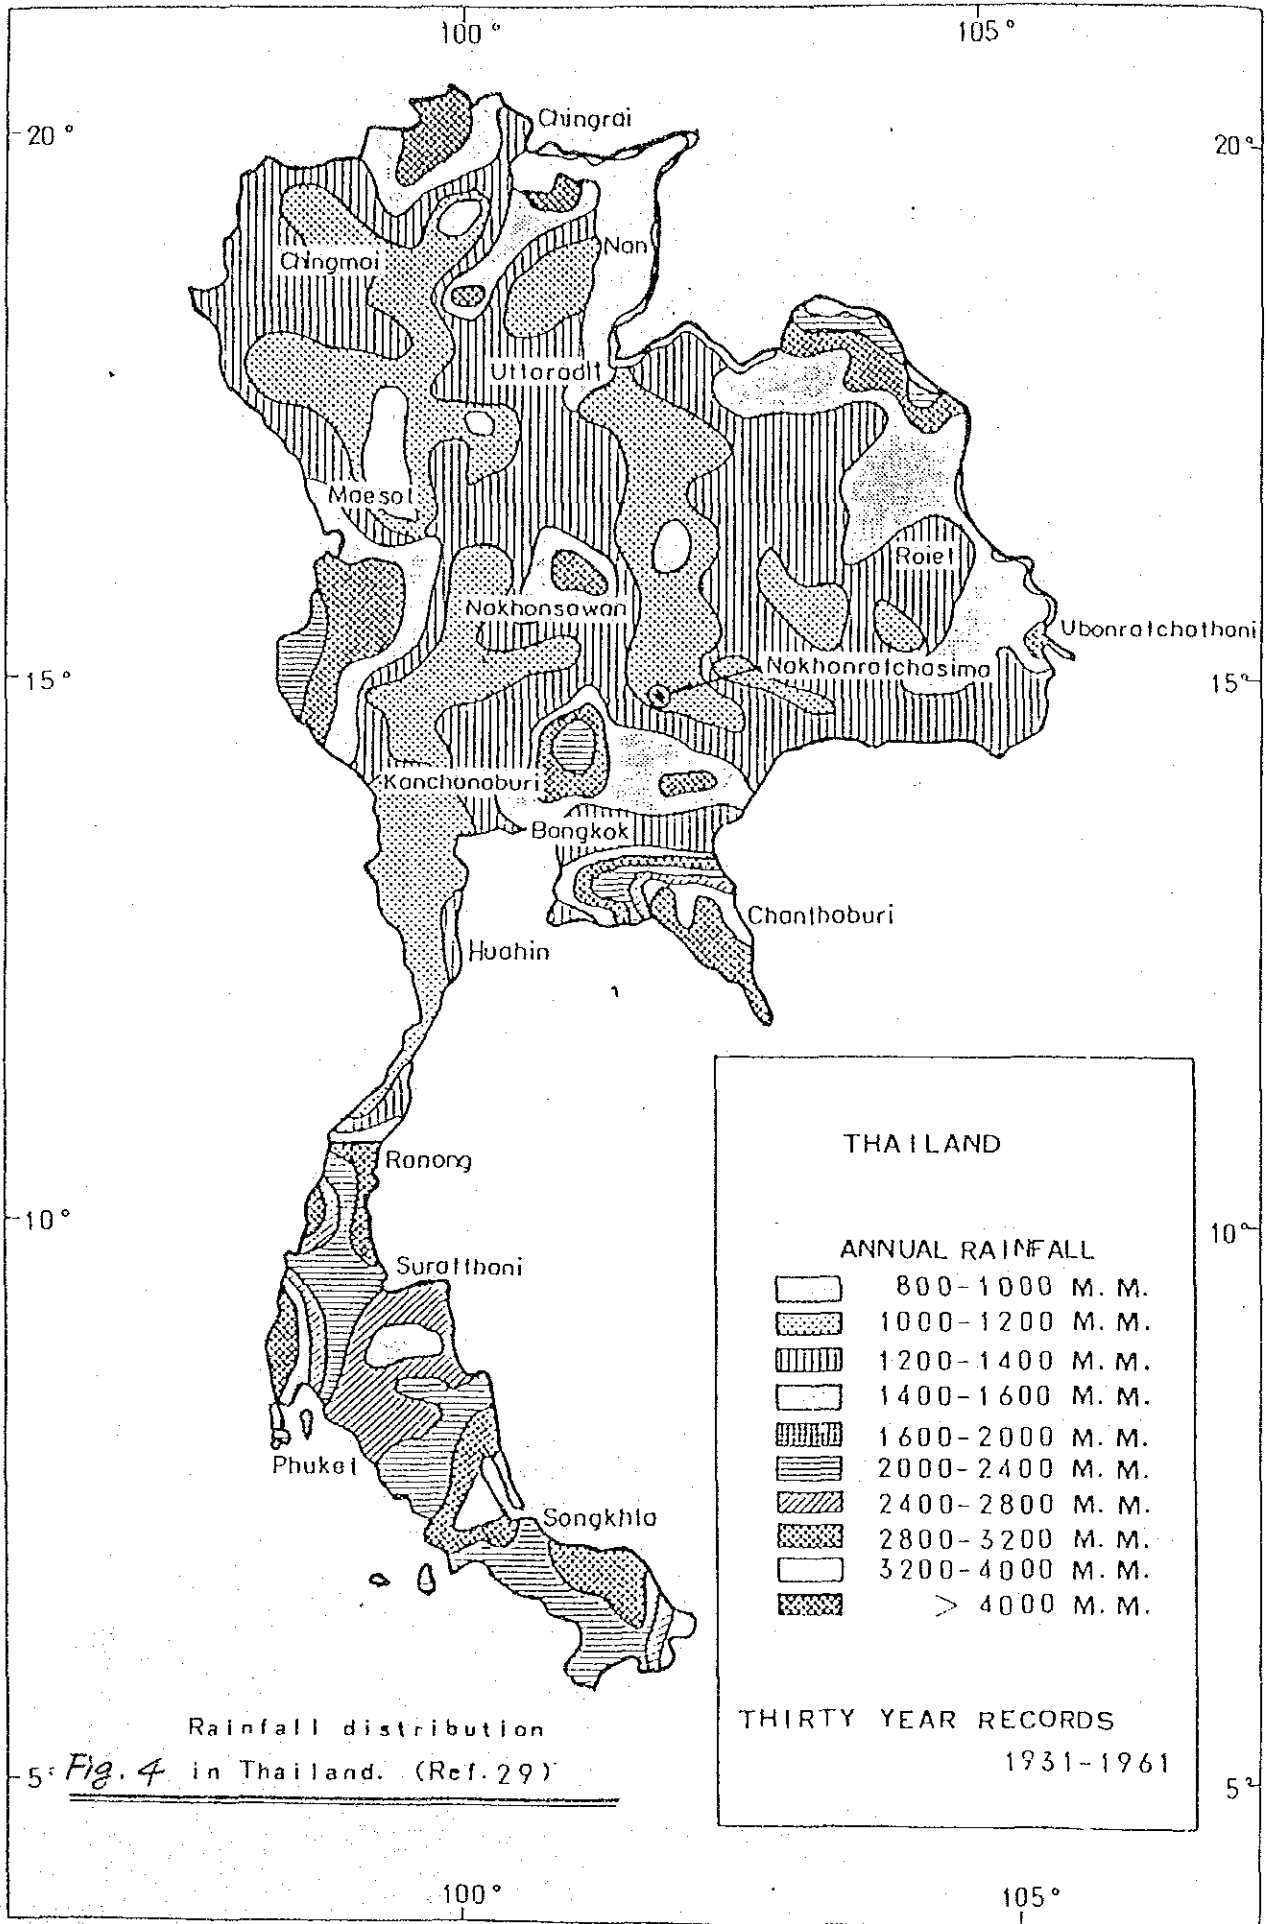 100° 105°
20° 20°
Chingrai
Nan
Chingmai
Uttaradit
Maesot
Roiet
Nakhonsawan
Ubonratchathani
Nakhonratchasima
15° 15°
Kanchanaburi
Bangkok
Chanthaburi
Huahin
Ranong
10° 10°
Suratthani
Phuket
Songkhla
THAILAND
ANNUAL RAINFALL
800-1000 M.M.
1000-1200 M.M.
1200-1400 M.M.
1400-1600 M.M.
1600-2000 M.M.
2000-2400 M.M.
2400-2800 M.M.
2800-3200 M.M.
3200-4000 M.M.
> 4000 M.M.
THIRTY YEAR RECORDS
1931-1961
Rainfall distribution
Fig. 4 in Thailand. (Ref.29)
5° 5°
100° 105°